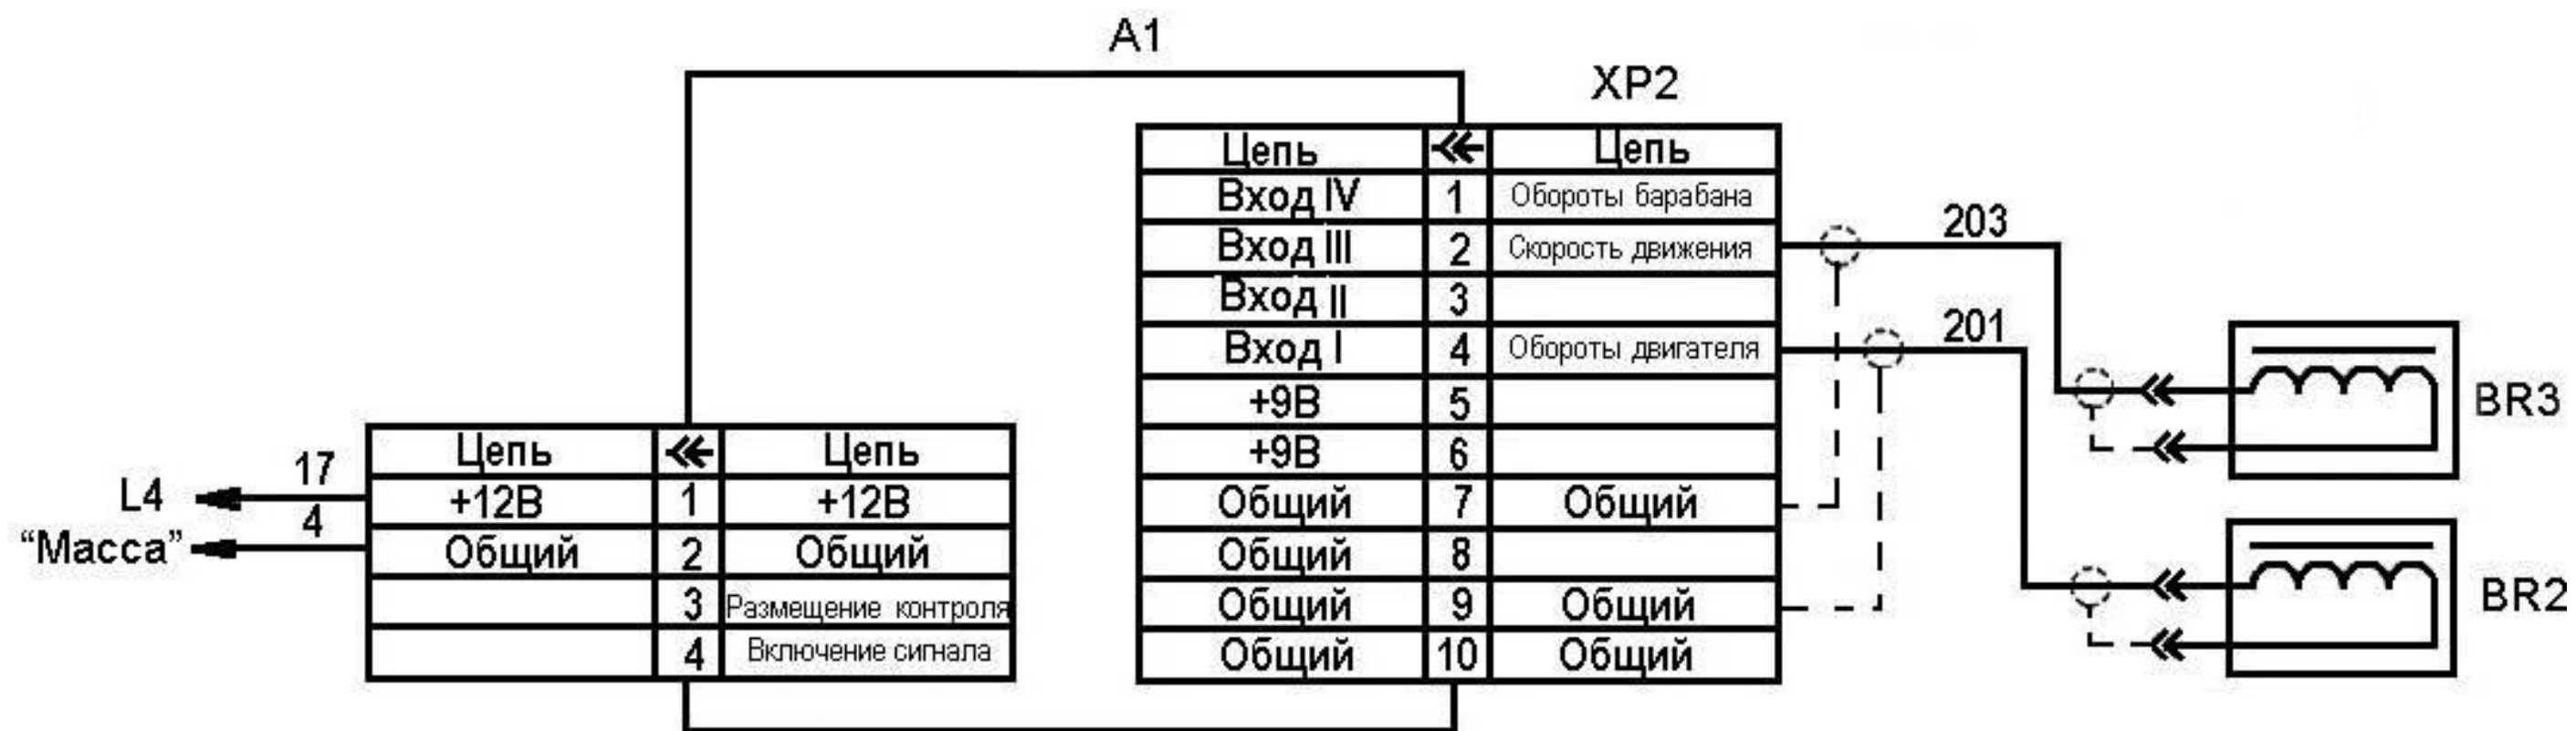 A1
XP2
Цепь Цепь
Вход IV 1 Обороты барабана
Вход III 2 Скорость движения
Вход II 3
Вход I 4 Обороты двигателя
+9В 5
+9В 6
Общий 7 Общий
Общий 8
Общий 9 Общий
Общий 10 Общий
203
201
BR3
BR2
Цепь Цепь
+12В 1 +12В
Общий 2 Общий
3 Размещение контроля
4 Включение сигнала
17
L4
4
“Масса”